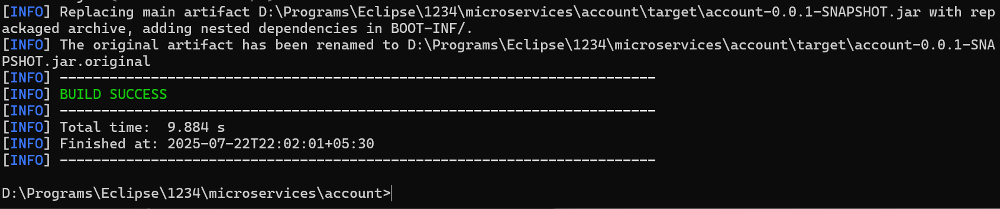 [INFO] Replacing main artifact D:\Programs\Eclipse\1234\microservices\account\target\account-0.0.1-SNAPSHOT.jar with rep
ackaged archive, adding nested dependencies in BOOT-INF/.
[INFO] The original artifact has been renamed to D:\Programs\Eclipse\1234\microservices\account\target\account-0.0.1-SNA
PSHOT.jar.original
[INFO] ------------------------------------------------------------------------
[INFO] BUILD SUCCESS
[INFO] ------------------------------------------------------------------------
[INFO] Total time:  9.884 s
[INFO] Finished at: 2025-07-22T22:02:01+05:30
[INFO] ------------------------------------------------------------------------
D:\Programs\Eclipse\1234\microservices\account>